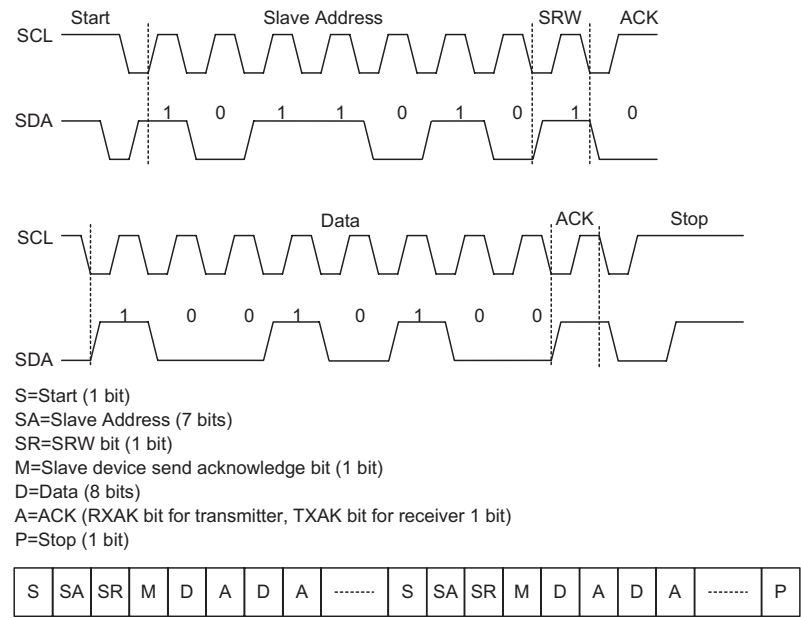 Start Slave Address SRW ACK
SCL
SDA 1 0 1 1 0 1 0 1 0
Data ACK Stop
SCL
1 0 0 1 0 1 0 0
SDA
S=Start (1 bit)
SA=Slave Address (7 bits)
SR=SRW bit (1 bit)
M=Slave device send acknowledge bit (1 bit)
D=Data (8 bits)
A=ACK (RXAK bit for transmitter, TXAK bit for receiver 1 bit)
P=Stop (1 bit)
S SA SR M D A D A -------- S SA SR M D A D A -------- P